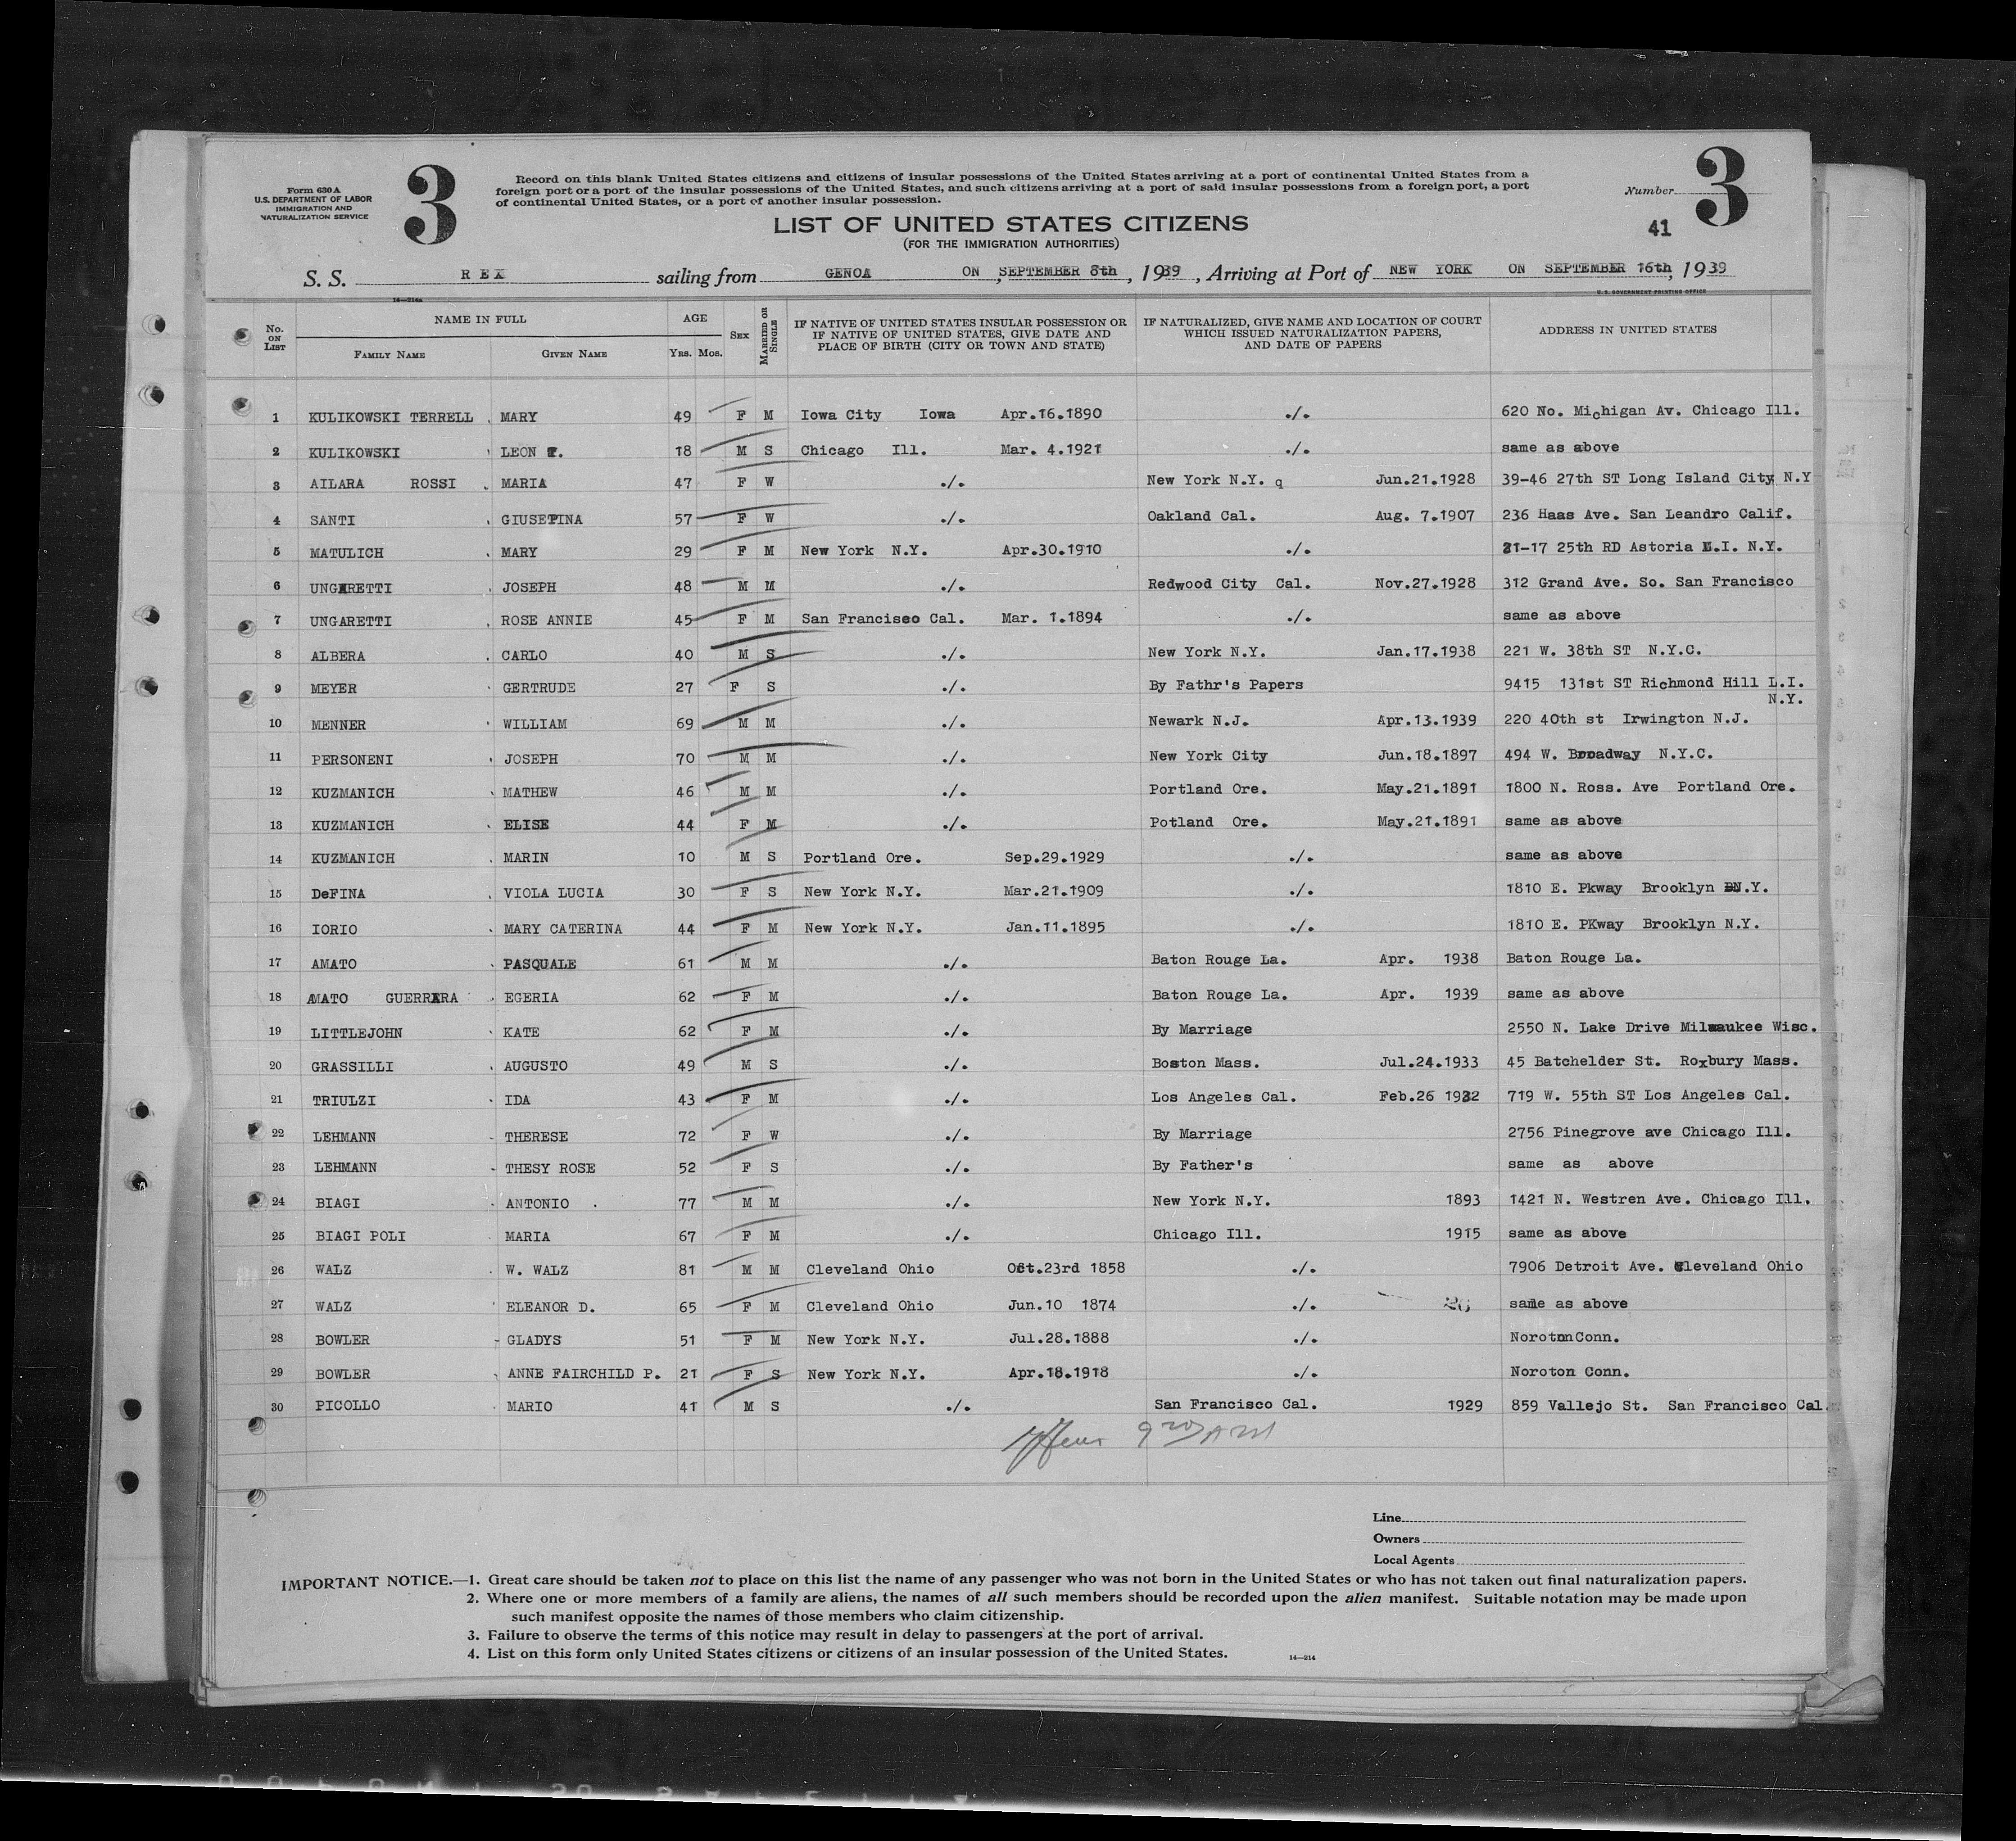 Form 630 A
U.S. DEPARTMENT OF LABOR
IMMIGRATION AND
NATURALIZATION SERVICE
3
Record on this blank United States citizens and citizens of insular possessions of the United States arriving at a port of continental United States from a
foreign port or a port of the insular possessions of the United States, and such citizens arriving at a port of said insular possessions from a foreign port, a port
of continental United States, or a port of another insular possession.
Number 3
LIST OF UNITED STATES CITIZENS
(FOR THE IMMIGRATION AUTHORITIES)
41
S. S. REX sailing from GENOA ON SEPTEMBER 8th, 1939, Arriving at Port of NEW YORK ON SEPTEMBER 16th, 1939
14—214a
U. S. GOVERNMENT PRINTING OFFICE
No. ON LIST NAME IN FULL FAMILY NAME GIVEN NAME AGE YRS. MOS. SEX MARRIED OR SINGLE IF NATIVE OF UNITED STATES INSULAR POSSESSION OR IF NATIVE OF UNITED STATES, GIVE DATE AND PLACE OF BIRTH (CITY OR TOWN AND STATE) IF NATURALIZED, GIVE NAME AND LOCATION OF COURT WHICH ISSUED NATURALIZATION PAPERS, AND DATE OF PAPERS ADDRESS IN UNITED STATES
1 KULIKOWSKI TERRELL . MARY 49 F M Iowa City Iowa Apr.16.1890 ./. 620 No. Michigan Av. Chicago Ill.
2 KULIKOWSKI LEON T. 18 M S Chicago Ill. Mar. 4.1921 ./. same as above
3 AILARA ROSSI . MARIA 47 F W ./. New York N.Y. q Jun.21.1928 39-46 27th ST Long Island City N.Y
4 SANTI . GIUSEPINA 57 F W ./. Oakland Cal. Aug. 7.1907 236 Haas Ave. San Leandro Calif.
5 MATULICH . MARY 29 F M New York N.Y. Apr.30.1910 ./. 21-17 25th RD Astoria L.I. N.Y.
6 UNGARETTI . JOSEPH 48 M M ./. Redwood City Cal. Nov.27.1928 312 Grand Ave. So. San Francisco
7 UNGARETTI . ROSE ANNIE 45 F M San Francisco Cal. Mar. 1.1894 ./. same as above
8 ALBERA . CARLO 40 M S ./. New York N.Y. Jan.17.1938 221 W. 38th ST N.Y.C.
9 MEYER . GERTRUDE 27 F S ./. By Fathr's Papers 9415 131st ST Richmond Hill L.I.
N.Y.
10 MENNER . WILLIAM 69 M M ./. Newark N.J. Apr.13.1939 220 40th st Irwington N.J.
11 PERSONENI . JOSEPH 70 M M ./. New York City Jun.18.1897 494 W. Broadway N.Y.C.
12 KUZMANICH . MATHEW 46 M M ./. Portland Ore. May.21.1891 1800 N. Ross. Ave Portland Ore.
13 KUZMANICH . ELISE 44 F M ./. Potland Ore. May.21.1891 same as above
14 KUZMANICH . MARIN 10 M S Portland Ore. Sep.29.1929 ./. same as above
15 DeFINA . VIOLA LUCIA 30 F S New York N.Y. Mar.21.1909 ./. 1810 E. Pkway Brooklyn N.Y.
16 IORIO . MARY CATERINA 44 F M New York N.Y. Jan.11.1895 ./. 1810 E. PKway Brooklyn N.Y.
17 AMATO . PASQUALE 61 M M ./. Baton Rouge La. Apr. 1938 Baton Rouge La.
18 AMATO GUERRERA . EGERIA 62 F M ./. Baton Rouge La. Apr. 1939 same as above
19 LITTLEJOHN . KATE 62 F M ./. By Marriage 2550 N. Lake Drive Milwaukee Wisc.
20 GRASSILLI . AUGUSTO 49 M S ./. Boston Mass. Jul.24.1933 45 Batchelder St. Roxbury Mass.
21 TRIULZI . IDA 43 F M ./. Los Angeles Cal. Feb.26 1932 719 W. 55th ST Los Angeles Cal.
22 LEHMANN - THERESE 72 F W ./. By Marriage 2756 Pinegrove ave Chicago Ill.
23 LEHMANN - THESY ROSE 52 F S ./. By Father's same as above
24 BIAGI . ANTONIO . 77 M M ./. New York N.Y. 1893 1421 N. Westren Ave. Chicago Ill.
25 BIAGI POLI . MARIA 67 F M ./. Chicago Ill. 1915 same as above
26 WALZ . W. WALZ 81 M M Cleveland Ohio Oct.23rd 1858 ./. 7906 Detroit Ave. Cleveland Ohio
27 WALZ ELEANOR D. 65 F M Cleveland Ohio Jun.10 1874 ./. same as above
28 BOWLER - GLADYS 51 F M New York N.Y. Jul.28.1888 ./. Noroton Conn.
29 BOWLER ANNE FAIRCHILD P. 21 F S New York N.Y. Apr.18.1918 ./. Noroton Conn.
30 PICOLLO MARIO 41 M S ./. San Francisco Cal. 1929 859 Vallejo St. San Francisco Cal.
Line
Owners
Local Agents
IMPORTANT NOTICE.—1. Great care should be taken not to place on this list the name of any passenger who was not born in the United States or who has not taken out final naturalization papers.
2. Where one or more members of a family are aliens, the names of all such members should be recorded upon the alien manifest. Suitable notation may be made upon
such manifest opposite the names of those members who claim citizenship.
3. Failure to observe the terms of this notice may result in delay to passengers at the port of arrival.
4. List on this form only United States citizens or citizens of an insular possession of the United States.
14—214